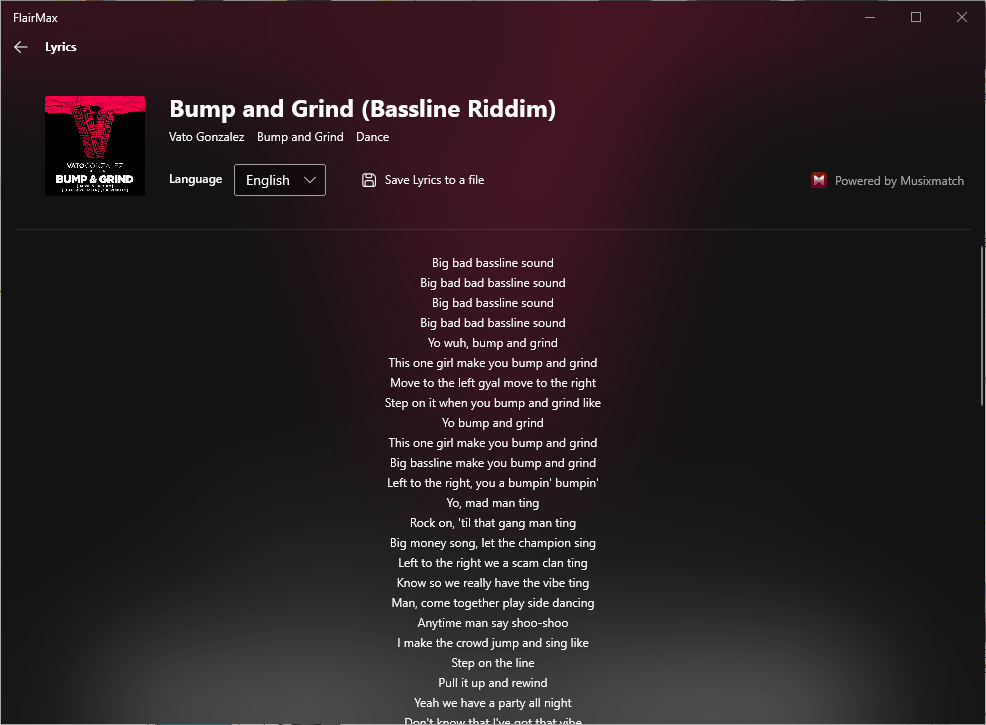 FlairMax
Lyrics
VATO GONZALEZ
BUMP & GRIND
Bump and Grind (Bassline Riddim)
Vato Gonzalez Bump and Grind Dance
Language English Save Lyrics to a file
Powered by Musixmatch
Big bad bassline sound
Big bad bad bassline sound
Big bad bassline sound
Big bad bad bassline sound
Yo wuh, bump and grind
This one girl make you bump and grind
Move to the left gyal move to the right
Step on it when you bump and grind like
Yo bump and grind
This one girl make you bump and grind
Big bassline make you bump and grind
Left to the right, you a bumpin' bumpin'
Yo, mad man ting
Rock on, 'til that gang man ting
Big money song, let the champion sing
Left to the right we a scam clan ting
Know so we really have the vibe ting
Man, come together play side dancing
Anytime man say shoo-shoo
I make the crowd jump and sing like
Step on the line
Pull it up and rewind
Yeah we have a party all night
Don't know that I've got that vibe